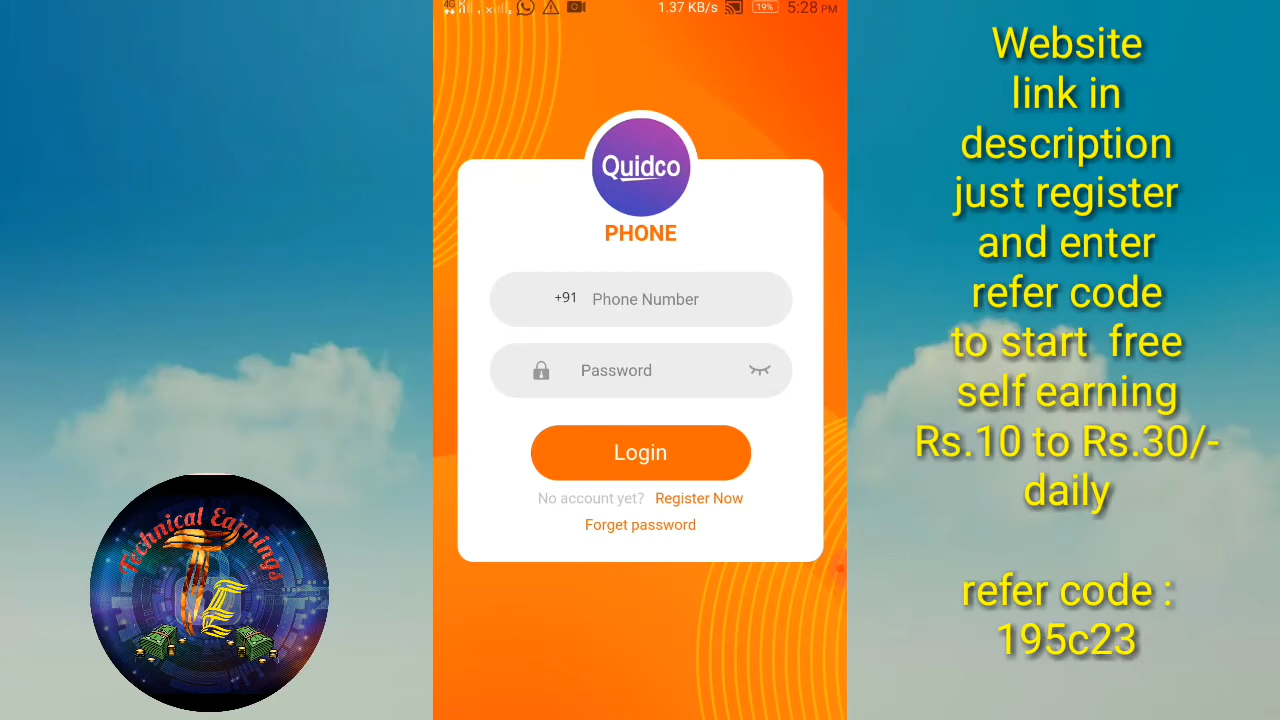 1.37 KB/s 19% 5:28 PM
Quidco
PHONE
+91 Phone Number
Password
Login
No account yet? Register Now
Forget password
Website
link in
description
just register
and enter
refer code
to start free
self earning
Rs.10 to Rs.30/-
daily
refer code :
195c23
Technical Earnings
TE